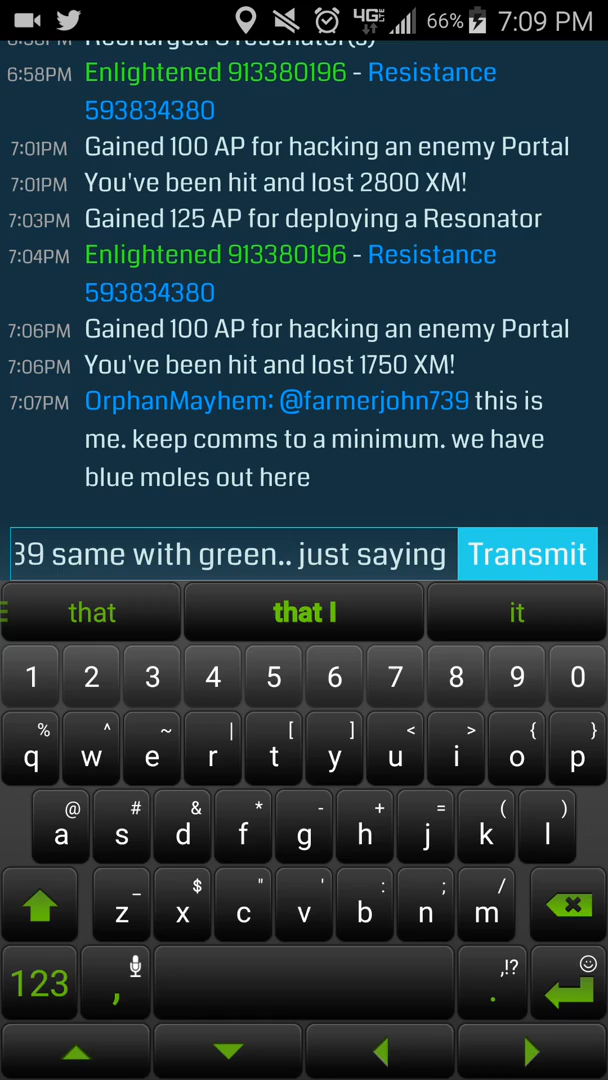 4G LTE 66% 7:09 PM
6:58PM Enlightened 913380196 - Resistance
593834380
7:01PM Gained 100 AP for hacking an enemy Portal
7:01PM You've been hit and lost 2800 XM!
7:03PM Gained 125 AP for deploying a Resonator
7:04PM Enlightened 913380196 - Resistance
593834380
7:06PM Gained 100 AP for hacking an enemy Portal
7:06PM You've been hit and lost 1750 XM!
7:07PM OrphanMayhem: @farmerjohn739 this is
me. keep comms to a minimum. we have
blue moles out here
39 same with green.. just saying Transmit
that that I it
1 2 3 4 5 6 7 8 9 0
% ^ ~ | [ ] < > { }
q w e r t y u i o p
@ # & * - + = ( )
a s d f g h j k l
_ $ " ' : ; /
z x c v b n m
123 , ,!? .